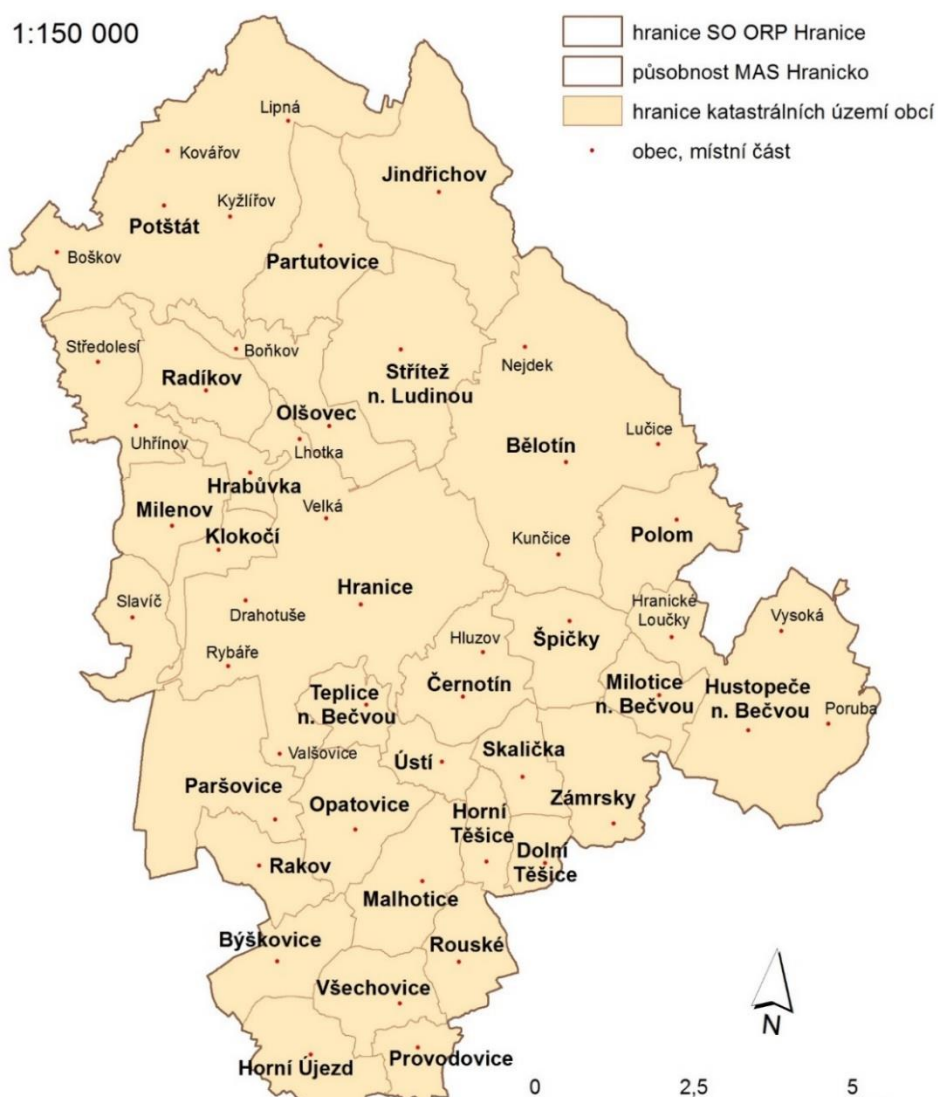 1:150 000
hranice SO ORP Hranice
působnost MAS Hranicko
hranice katastrálních území obcí
obec, místní část
Lipná
Kovářov
Jindřichov
Kyžlířov
Potštát
Boškov
Partutovice
Středolesí
Boňkov
Nejdek
Radíkov
Střítež
n. Ludinou
Olšovec
Uhřínov
Lhotka
Lučice
Bělotín
Hrabůvka
Milenov
Velká
Klokočí
Kunčice
Polom
Slavíč
Drahotuše
Hranice
Hranické
Loučky
Vysoká
Hluzov
Špičky
Rybáře
Teplice
n. Bečvou
Černotín
Milotice
n. Bečvou
Hustopeče
n. Bečvou
Poruba
Valšovice
Ústí
Skalička
Paršovice
Opatovice
Zámrsky
Horní
Těšice
Dolní
Těšice
Rakov
Malhotice
Býškovice
Rouské
Všechovice
Horní Újezd
Provodovice
N
0 2,5 5